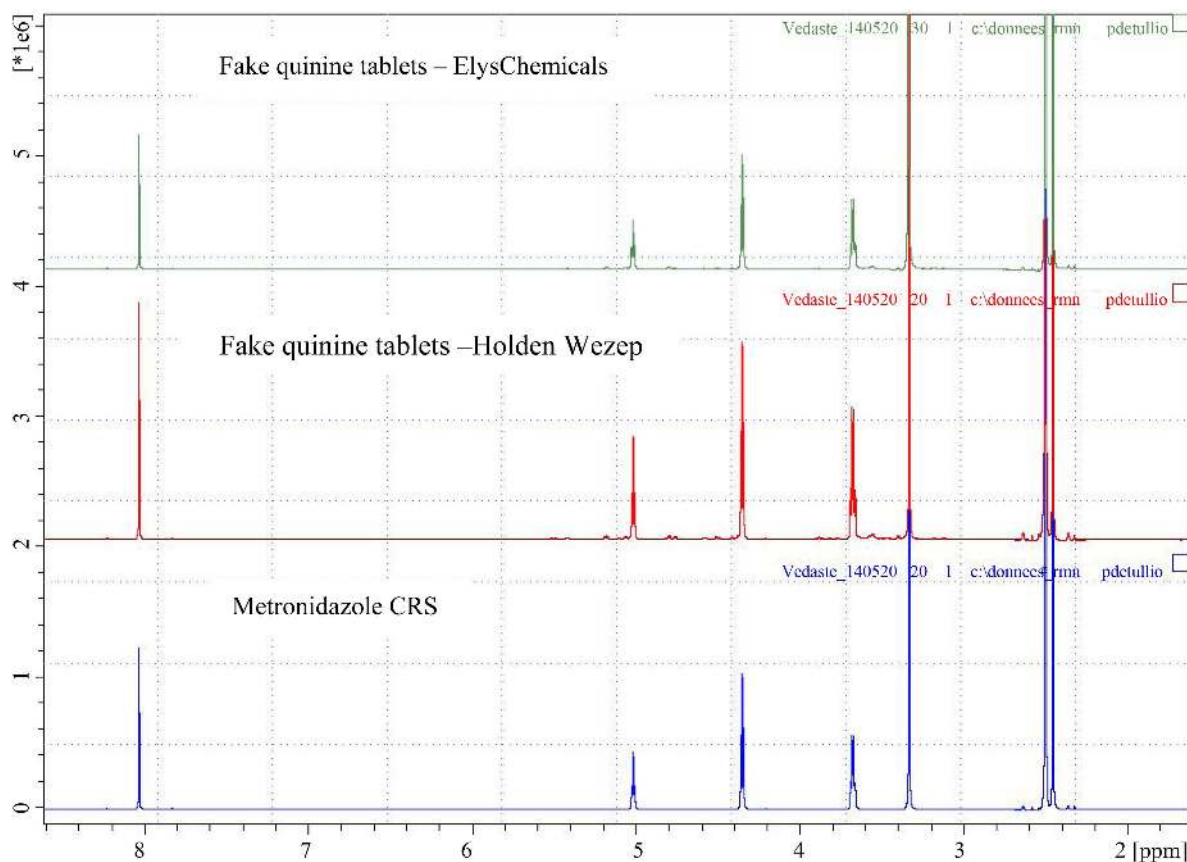 [*1e6]
Vedaste_140520 30 1 c:\donnees_rmn pdetullio
Fake quinine tablets – ElysChemicals
5
4
Vedaste_140520 20 1 c:\donnees_rmn pdetullio
Fake quinine tablets –Holden Wezep
3
2
Vedaste_140520 20 1 c:\donnees_rmn pdetullio
Metronidazole CRS
1
0
8 7 6 5 4 3 2 [ppm]